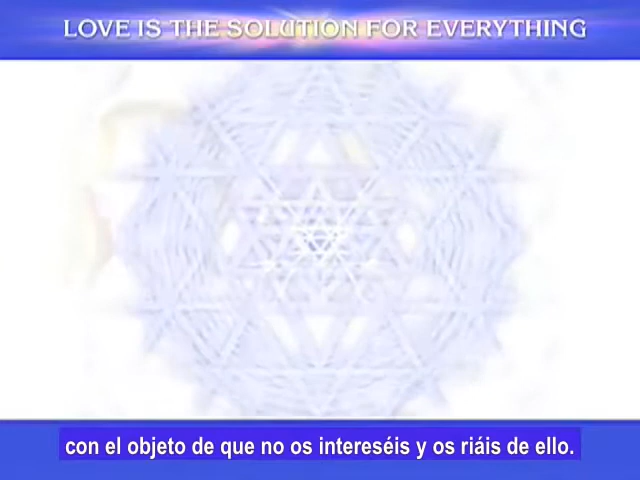 LOVE IS THE SOLUTION FOR EVERYTHING
con el objeto de que no os intereséis y os riáis de ello.